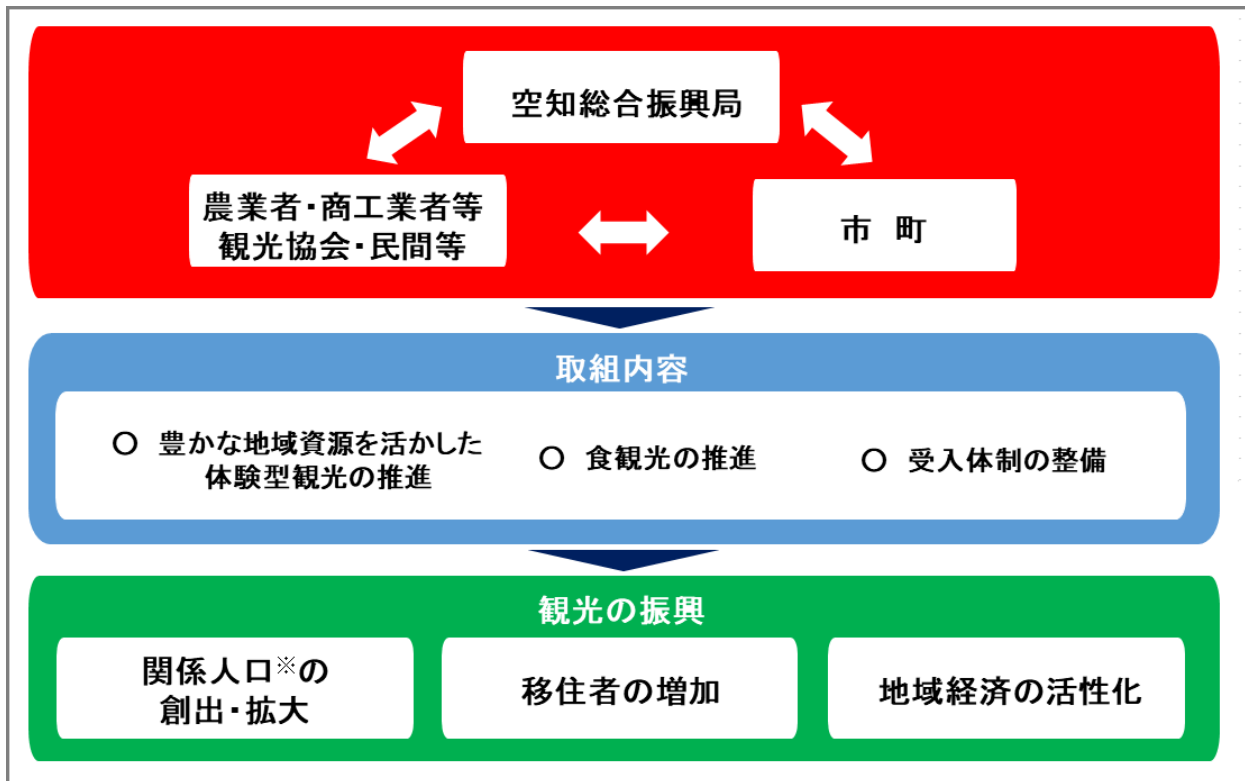 空知総合振興局
農業者・商工業者等
観光協会・民間等
市 町
取組内容
〇 豊かな地域資源を活かした
体験型観光の推進
〇 食観光の推進
〇 受入体制の整備
観光の振興
関係人口※の
創出・拡大
移住者の増加
地域経済の活性化